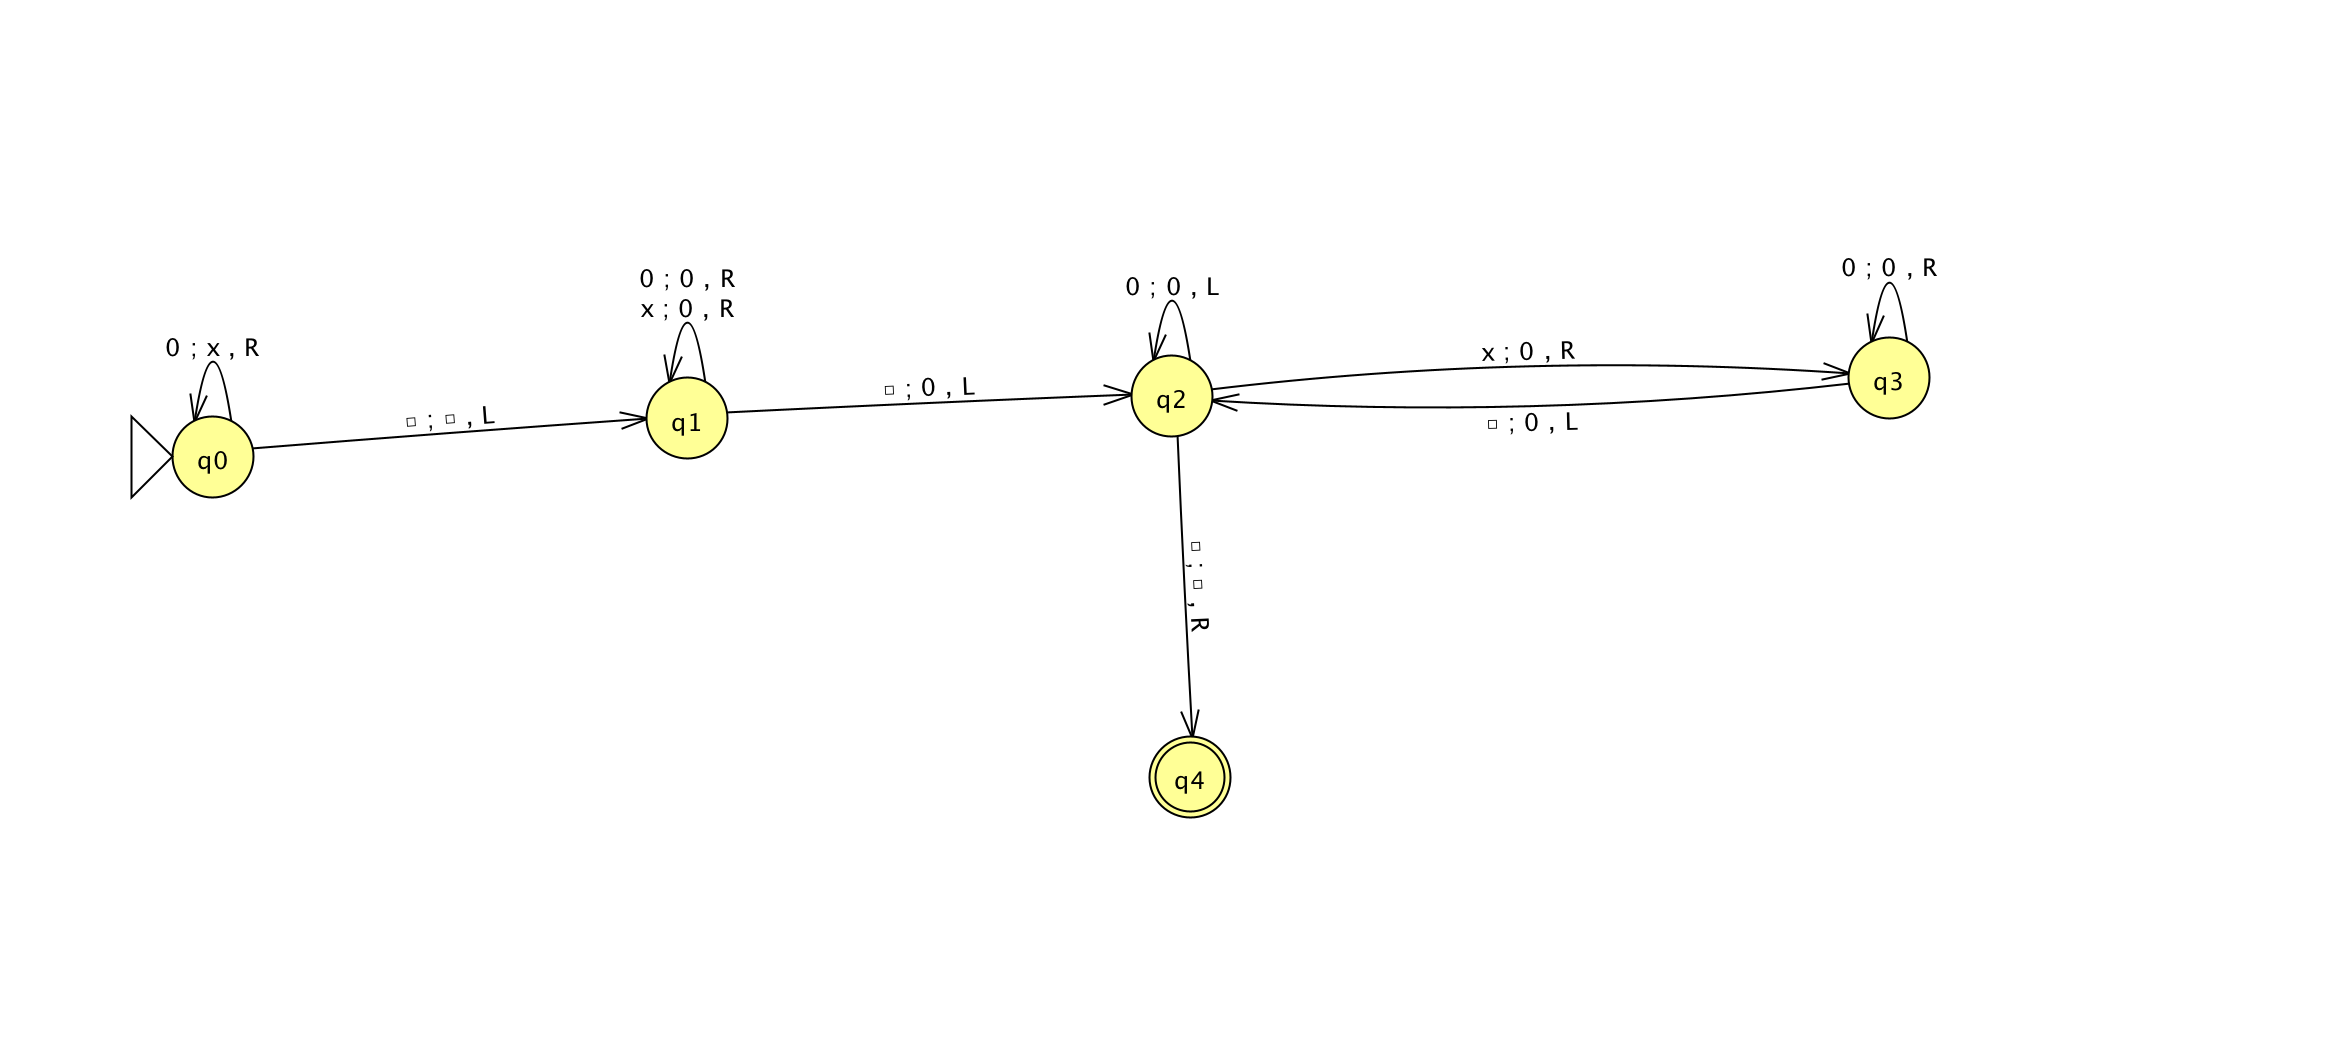 0 ; 0 , R
0 ; 0 , R
0 ; 0 , L
x ; 0 , R
0 ; x , R
x ; 0 , R
q3
□ ; 0 , L
q2
□ ; □ , L
q1
□ ; 0 , L
q0
□ ; □ , R
q4